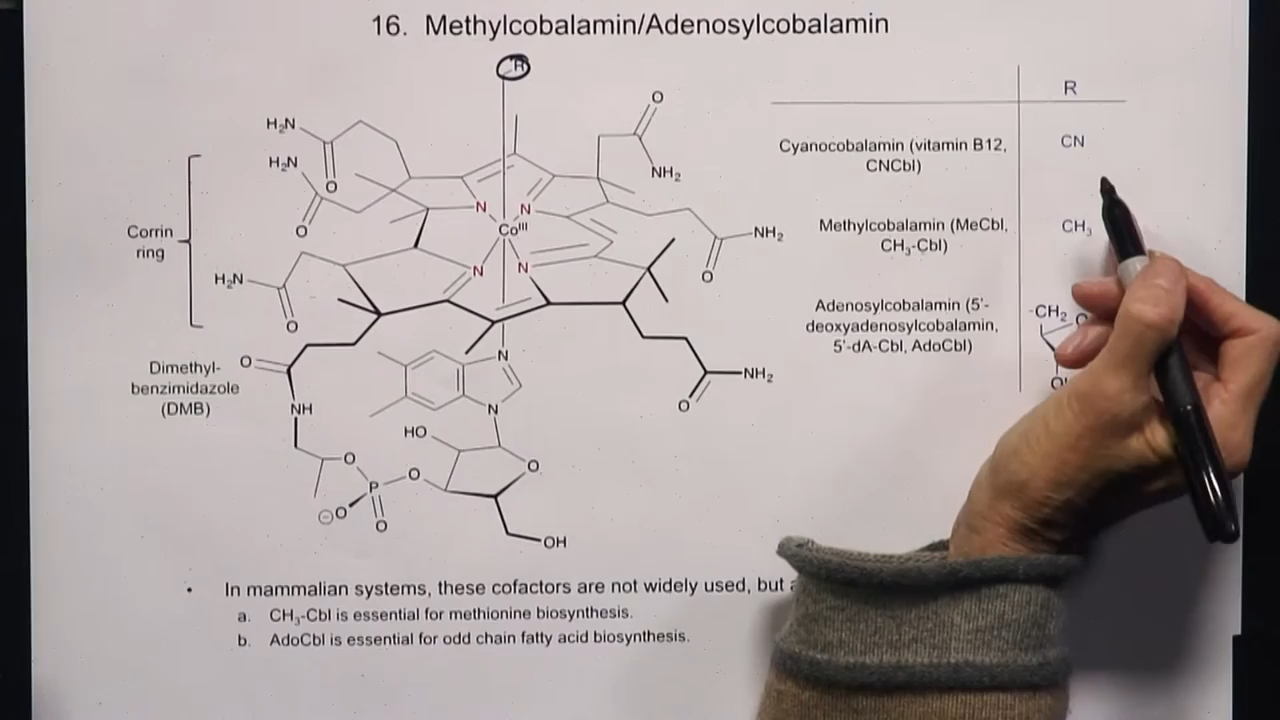 16. Methylcobalamin/Adenosylcobalamin
R
R
H₂N
O
NH₂
Cyanocobalamin (vitamin B12,
CNCbl)
CN
H₂N
O
O
N
N
Coᴵᴵᴵ
N
N
NH₂
O
Methylcobalamin (MeCbl,
CH₃-Cbl)
CH₃
Corrin
ring
H₂N
O
Adenosylcobalamin (5'-
deoxyadenosylcobalamin,
5'-dA-Cbl, AdoCbl)
-CH₂
O
Dimethyl-
benzimidazole
(DMB)
O
NH
N
N
NH₂
O
HO
O
O
O
P
⊖O
O
OH
• In mammalian systems, these cofactors are not widely used, but
a. CH₃-Cbl is essential for methionine biosynthesis.
b. AdoCbl is essential for odd chain fatty acid biosynthesis.